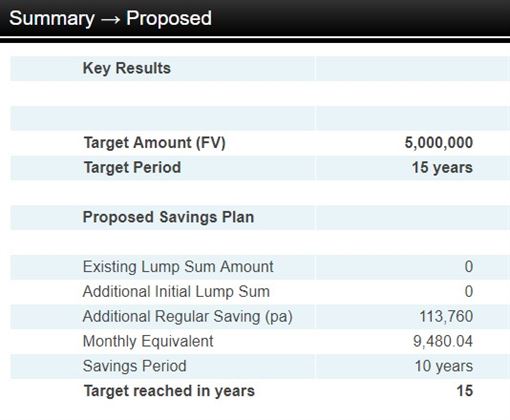 Summary → Proposed
Key Results
Target Amount (FV) 5,000,000
Target Period 15 years
Proposed Savings Plan
Existing Lump Sum Amount 0
Additional Initial Lump Sum 0
Additional Regular Saving (pa) 113,760
Monthly Equivalent 9,480.04
Savings Period 10 years
Target reached in years 15